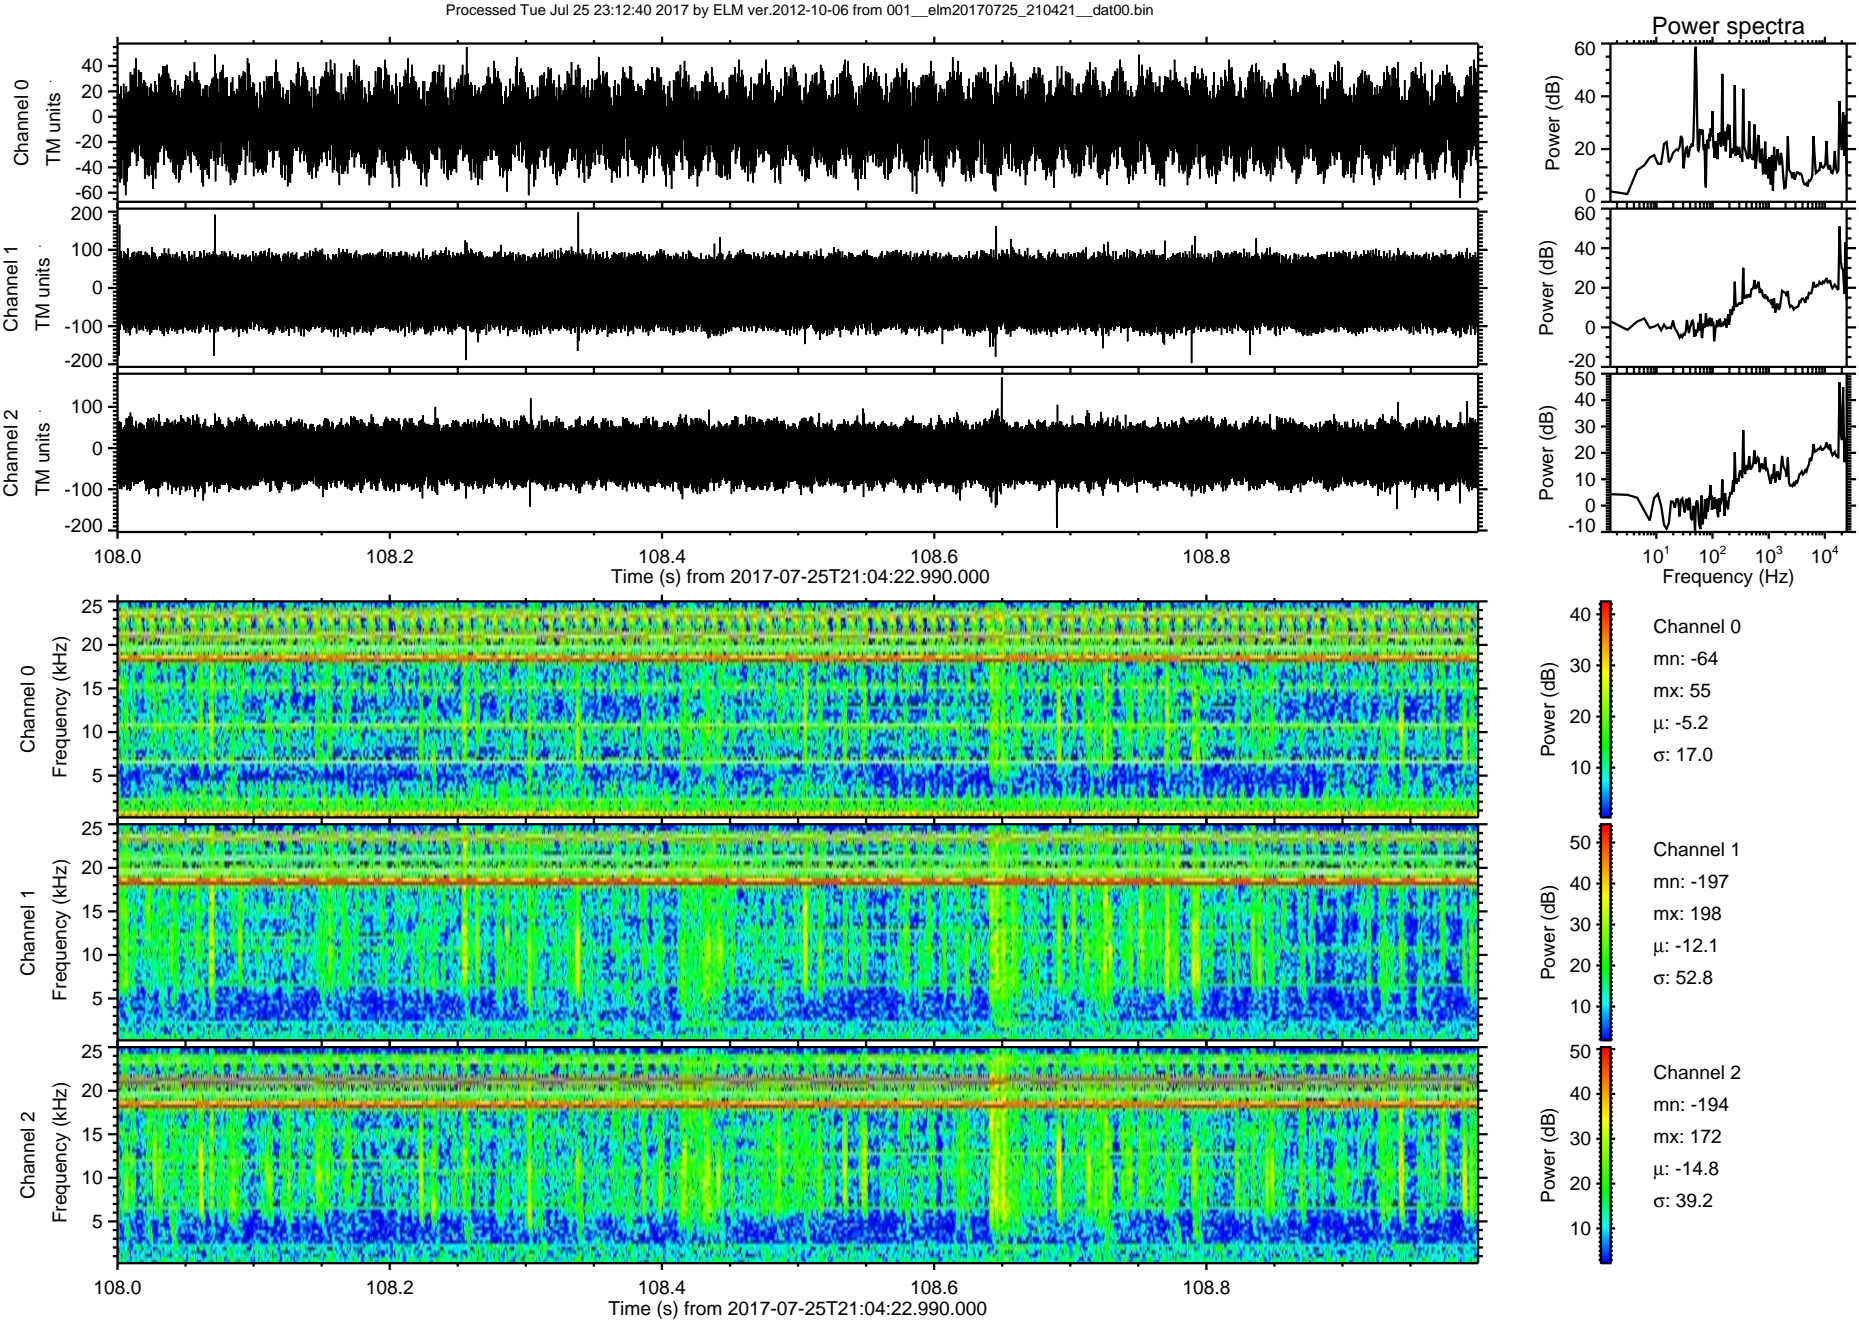 Processed Tue Jul 25 23:12:40 2017 by ELM ver.2012-10-06 from 001__elm20170725_210421__dat00.bin
Power spectra
Channel 0
TM units
40
20
0
-20
-40
-60
Power (dB)
60
40
20
0
Channel 1
TM units
200
100
0
-100
-200
Power (dB)
60
40
20
0
-20
Channel 2
TM units
100
0
-100
-200
Power (dB)
50
40
30
20
10
0
-10
108.0 108.2 108.4 108.6 108.8
Time (s) from 2017-07-25T21:04:22.990.000
10¹ 10² 10³ 10⁴
Frequency (Hz)
Channel 0
Frequency (kHz)
25
20
15
10
5
Power (dB)
40
30
20
10
Channel 0
mn: -64
mx: 55
μ: -5.2
σ: 17.0
Channel 1
Frequency (kHz)
25
20
15
10
5
Power (dB)
50
40
30
20
10
Channel 1
mn: -197
mx: 198
μ: -12.1
σ: 52.8
Channel 2
Frequency (kHz)
25
20
15
10
5
Power (dB)
50
40
30
20
10
Channel 2
mn: -194
mx: 172
μ: -14.8
σ: 39.2
108.0 108.2 108.4 108.6 108.8
Time (s) from 2017-07-25T21:04:22.990.000